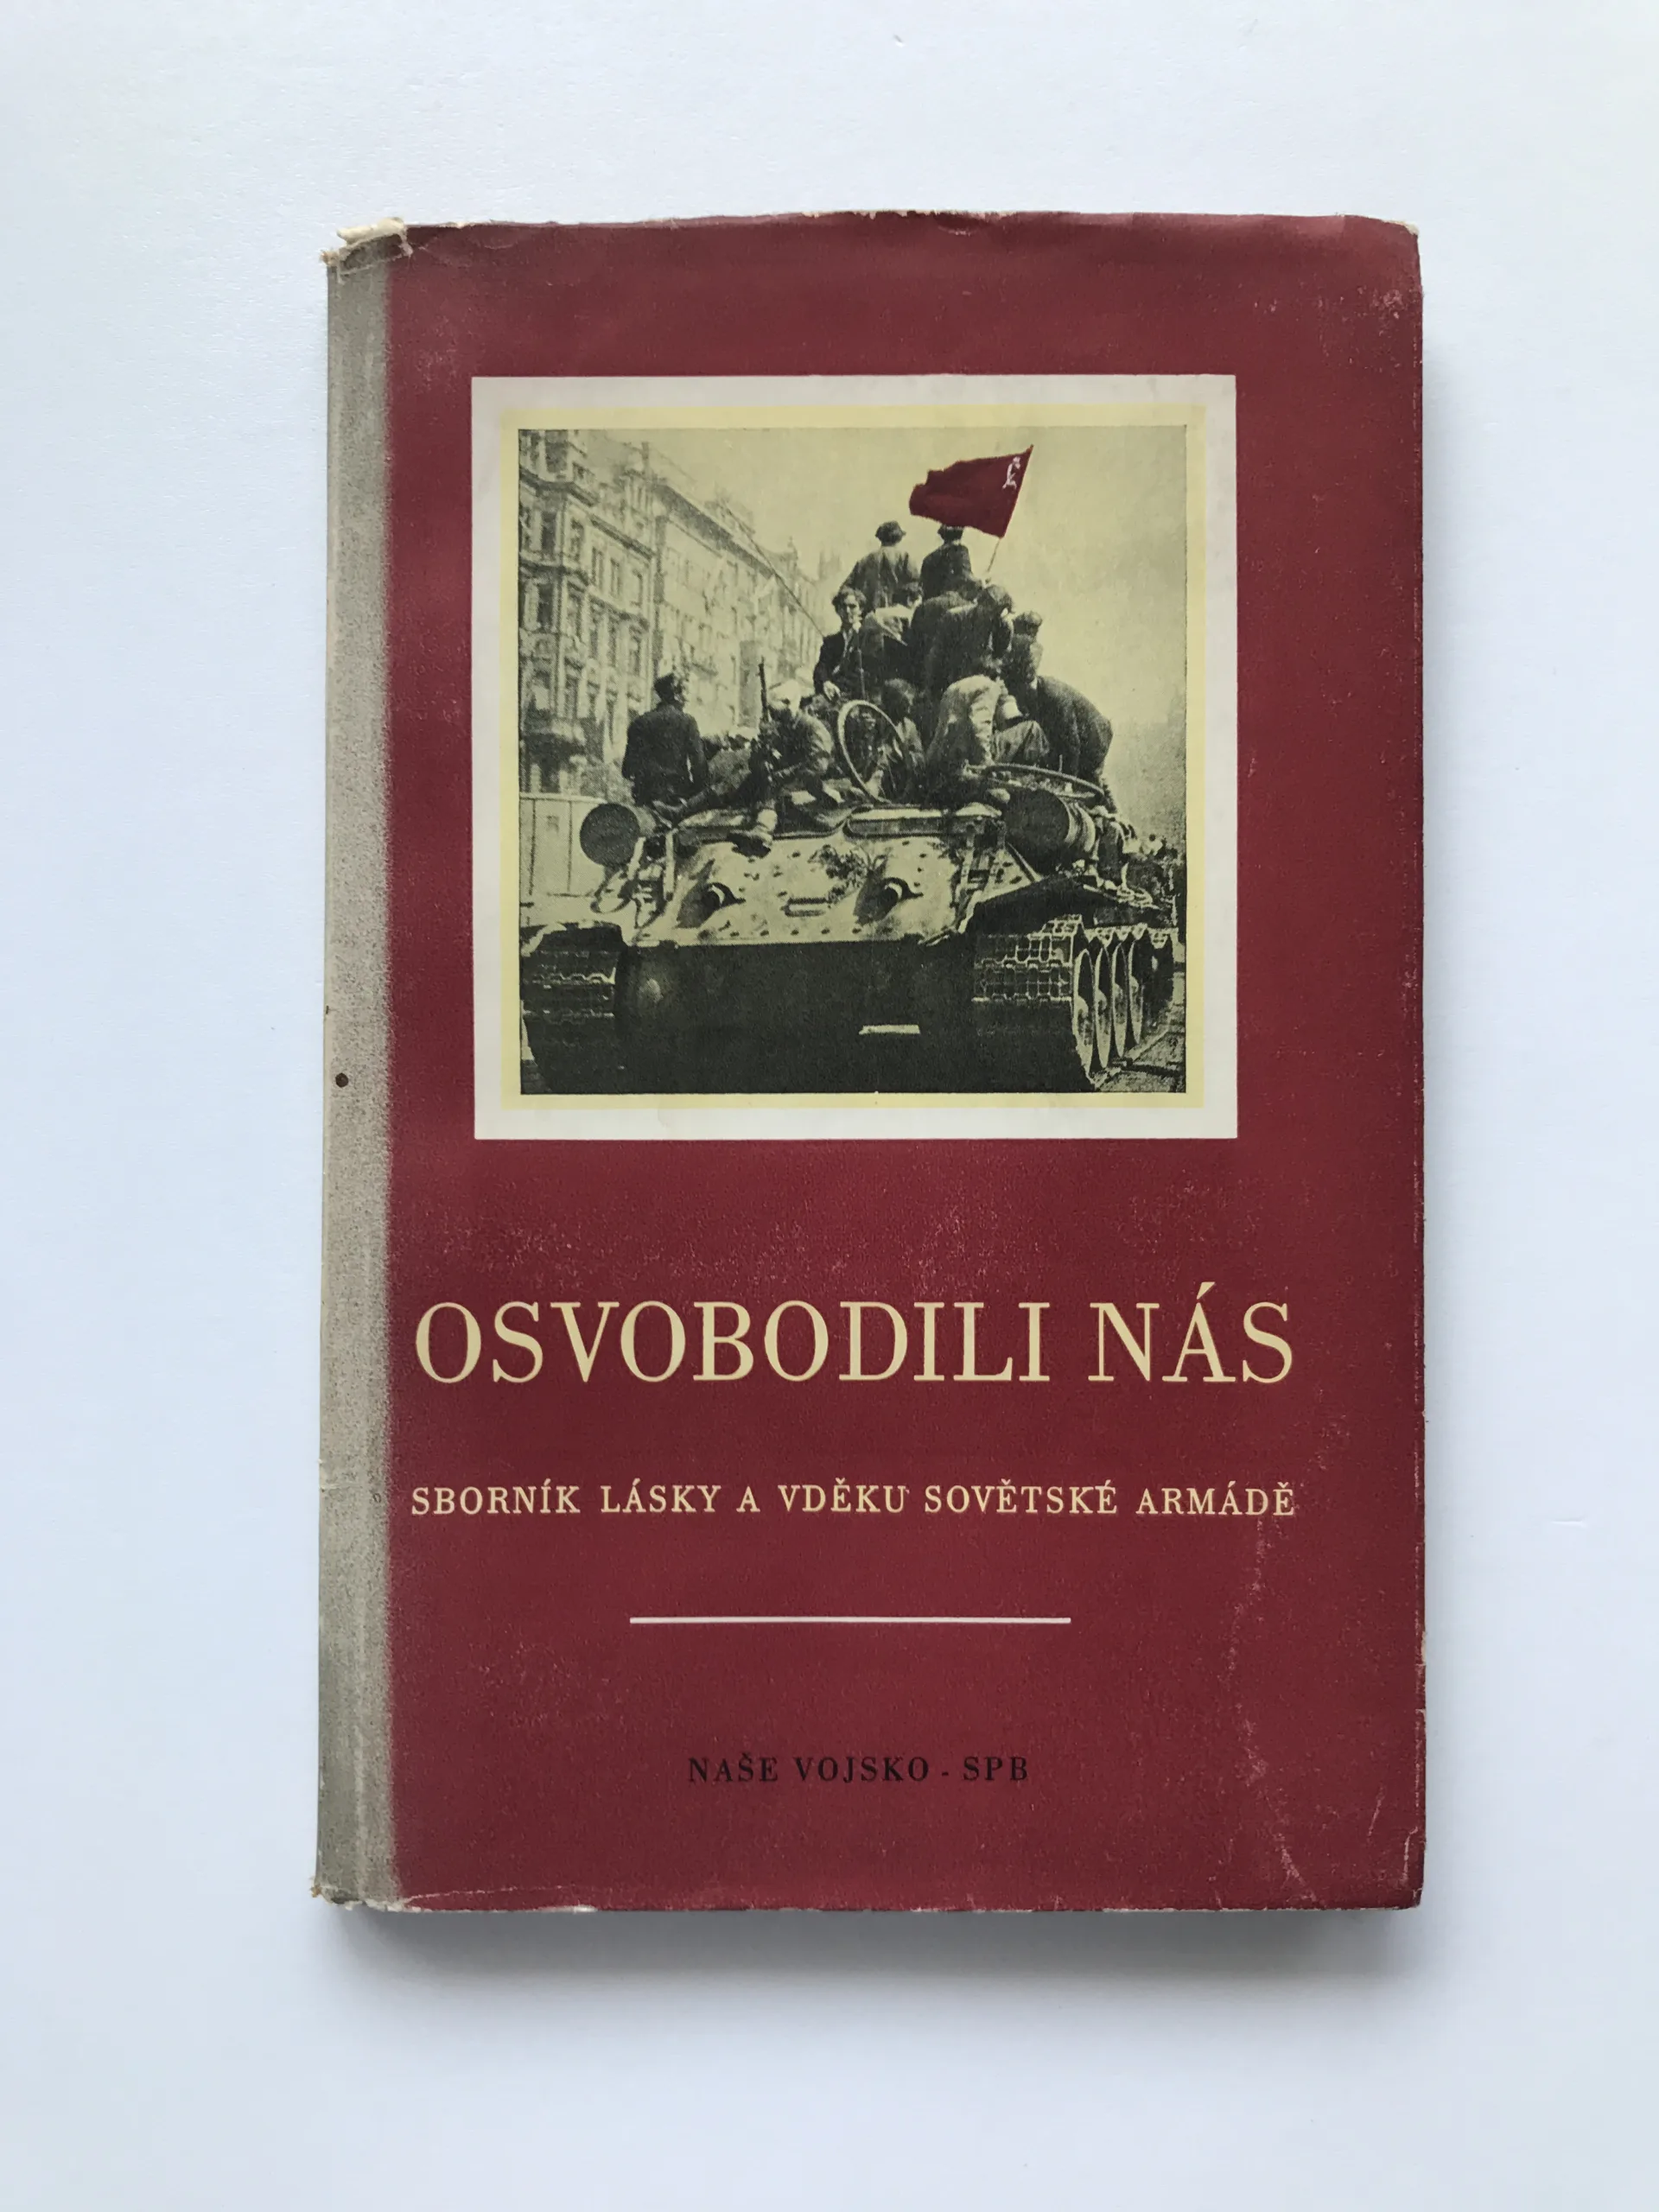 OSVOBODILI NÁS
SBORNÍK LÁSKY A VDĚKU SOVĚTSKÉ ARMÁDĚ
NAŠE VOJSKO - SPB